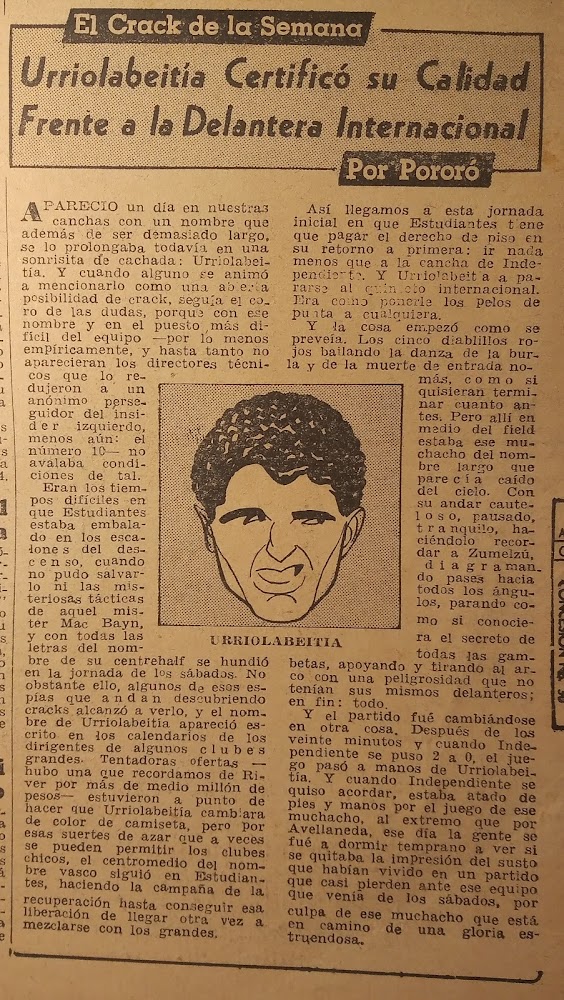 El Crack de la Semana
Urriolabeitía Certificó su Calidad
Frente a la Delantera Internacional
Por Pororó
APARECIO un día en nuestras
canchas con un nombre que
además de ser demasiado largo,
se lo prolongaba todavía en una
sonrisita de cachada: Urriolabei-
tía. Y cuando alguno se animó
a mencionarlo como una abierta
posibilidad de crack, seguía el co-
ro de las dudas, porque con ese
nombre y en el puesto más di-
fícil del equipo —por lo menos
empíricamente, y hasta tanto no
aparecieran los directores técni-
cos que lo re-
dujeron a un
anónimo perse-
guidor del insi-
der izquierdo,
menos aún: el
número 10— no
avalaba condi-
ciones de tal.
Eran los tiem-
pos difíciles en
que Estudiantes
estaba embala-
do en los esca-
lones del des-
censo, cuando
no pudo salvar-
lo ni las mis-
teriosas tácticas
de aquel mis-
ter Mac Bayn,
y con todas las
letras del nom-
bre de su centrehalf se hundió
en la jornada de los sábados. No
obstante ello, algunos de esos es-
pías que andan descubriendo
cracks alcanzó a verlo, y el nom-
bre de Urriolabeitía apareció es-
crito en los calendarios de los
dirigentes de algunos clubes
grandes. Tentadoras ofertas —
hubo una que recordamos de Ri-
ver por más de medio millón de
pesos— estuvieron a punto de
hacer que Urriolabeitía cambiara
de color de camiseta, pero por
esas suertes de azar que a veces
se pueden permitir los clubes
chicos, el centromedio del nom-
bre vasco siguió en Estudian-
tes, haciendo la campaña de la
recuperación hasta conseguir esa
liberación de llegar otra vez a
mezclarse con los grandes.
URRIOLABEITIA
Así llegamos a esta jornada
inicial en que Estudiantes tiene
que pagar el derecho de piso en
su retorno a primera: ir nada
menos que a la cancha de Inde-
pendiente. Y Urriolabeit a a pa-
rarse al quinteto internacional.
Era como ponerle los pelos de
punta a cualquiera.
Y la cosa empezó como se
preveía. Los cinco diablillos ro-
jos bailando la danza de la bur-
la y de la muerte de entrada no-
más, como si
quisieran termi-
nar cuanto an-
tes. Pero allí en
medio del field
estaba ese mu-
chacho del nom-
bre largo que
parecía caído
del cielo. Con
su andar caute-
loso, pausado,
tranquilo, ha-
ciéndolo recor-
dar a Zumelzú,
diagraman-
do pases hacia
todos los ángu-
los, parando co-
mo si conocie-
ra el secreto de
todas las gam-
betas, apoyando y tirando al ar-
co con una peligrosidad que no
tenían sus mismos delanteros;
en fin: todo.
Y el partido fué cambiándose
en otra cosa. Después de los
veinte minutos y cuando Inde-
pendiente se puso 2 a 0, el jue-
go pasó a manos de Urriolabei-
tía. Y cuando Independiente se
quiso acordar, estaba atado de
pies y manos por el juego de ese
muchacho, al extremo que por
Avellaneda, ese día la gente se
fué a dormir temprano a ver si
se quitaba la impresión del susto
que habían vivido en un partido
que casi pierden ante ese equipo
que venía de los sábados, por
culpa de ese muchacho que está
en camino de una gloria es-
truendosa.